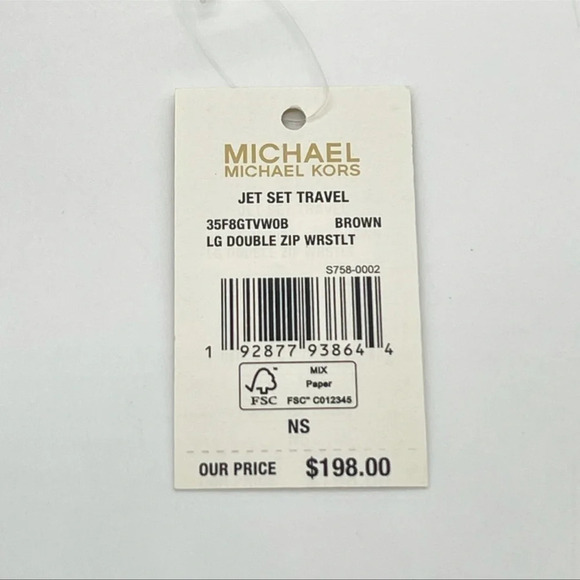 MICHAEL
MICHAEL KORS
JET SET TRAVEL
35F8GTVW0B BROWN
LG DOUBLE ZIP WRSTLT
S758-0002
1 92877 93864 4
FSC
MIX
Paper
FSC™ C012345
NS
OUR PRICE $198.00